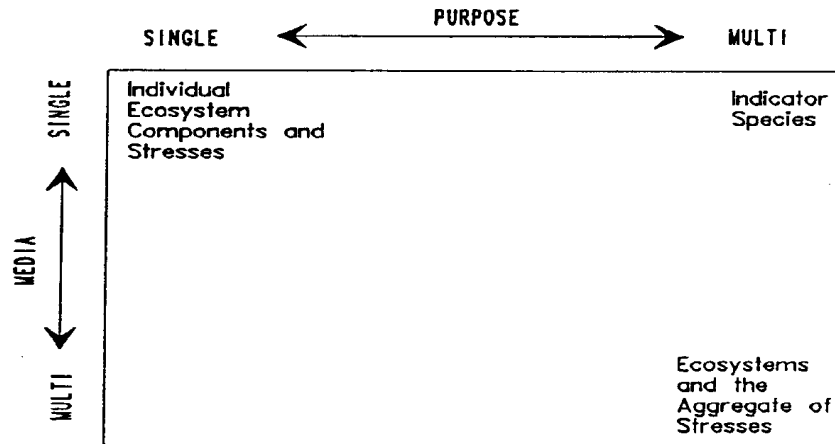 PURPOSE
SINGLE MULTI
SINGLE
MEDIA
MULTI
Individual
Ecosystem
Components and
Stresses
Indicator
Species
Ecosystems
and the
Aggregate of
Stresses